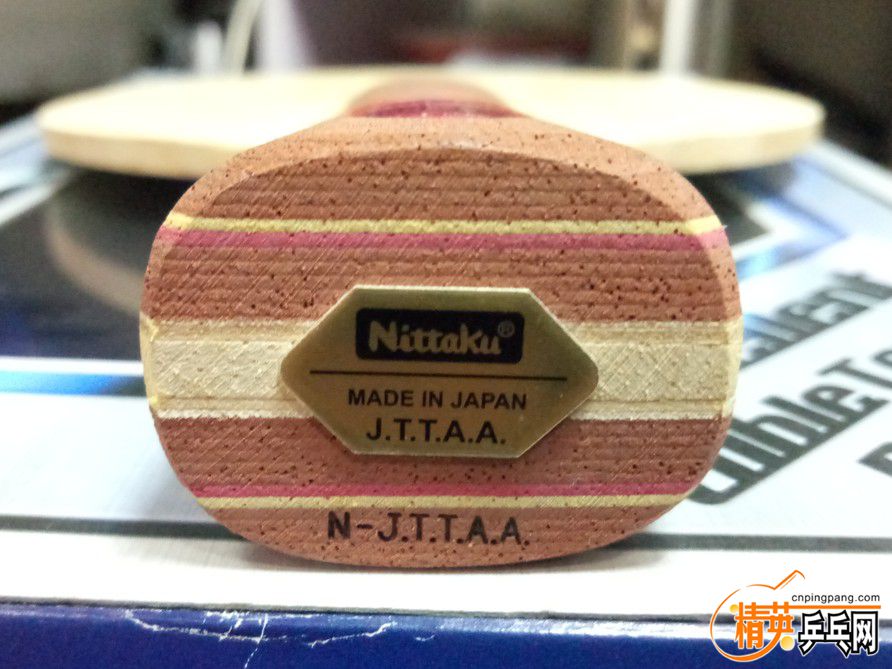 Nittaku®
MADE IN JAPAN
J.T.T.A.A.
N-J.T.T.A.A.
cnpingpang.com
精英乒乓网